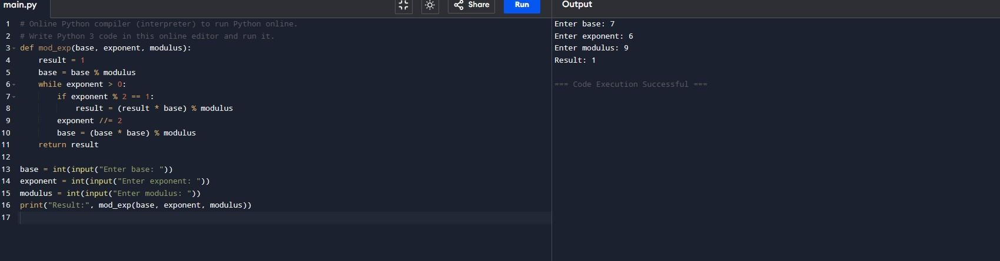 main.py
Share
Run
Output
1 # Online Python compiler (interpreter) to run Python online.
2 # Write Python 3 code in this online editor and run it.
3 def mod_exp(base, exponent, modulus):
4     result = 1
5     base = base % modulus
6     while exponent > 0:
7         if exponent % 2 == 1:
8             result = (result * base) % modulus
9         exponent //= 2
10         base = (base * base) % modulus
11     return result
12
13 base = int(input("Enter base: "))
14 exponent = int(input("Enter exponent: "))
15 modulus = int(input("Enter modulus: "))
16 print("Result:", mod_exp(base, exponent, modulus))
17
Enter base: 7
Enter exponent: 6
Enter modulus: 9
Result: 1
=== Code Execution Successful ===